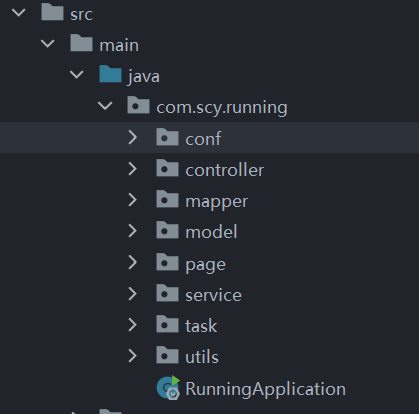 src
main
java
com.scy.running
conf
controller
mapper
model
page
service
task
utils
RunningApplication